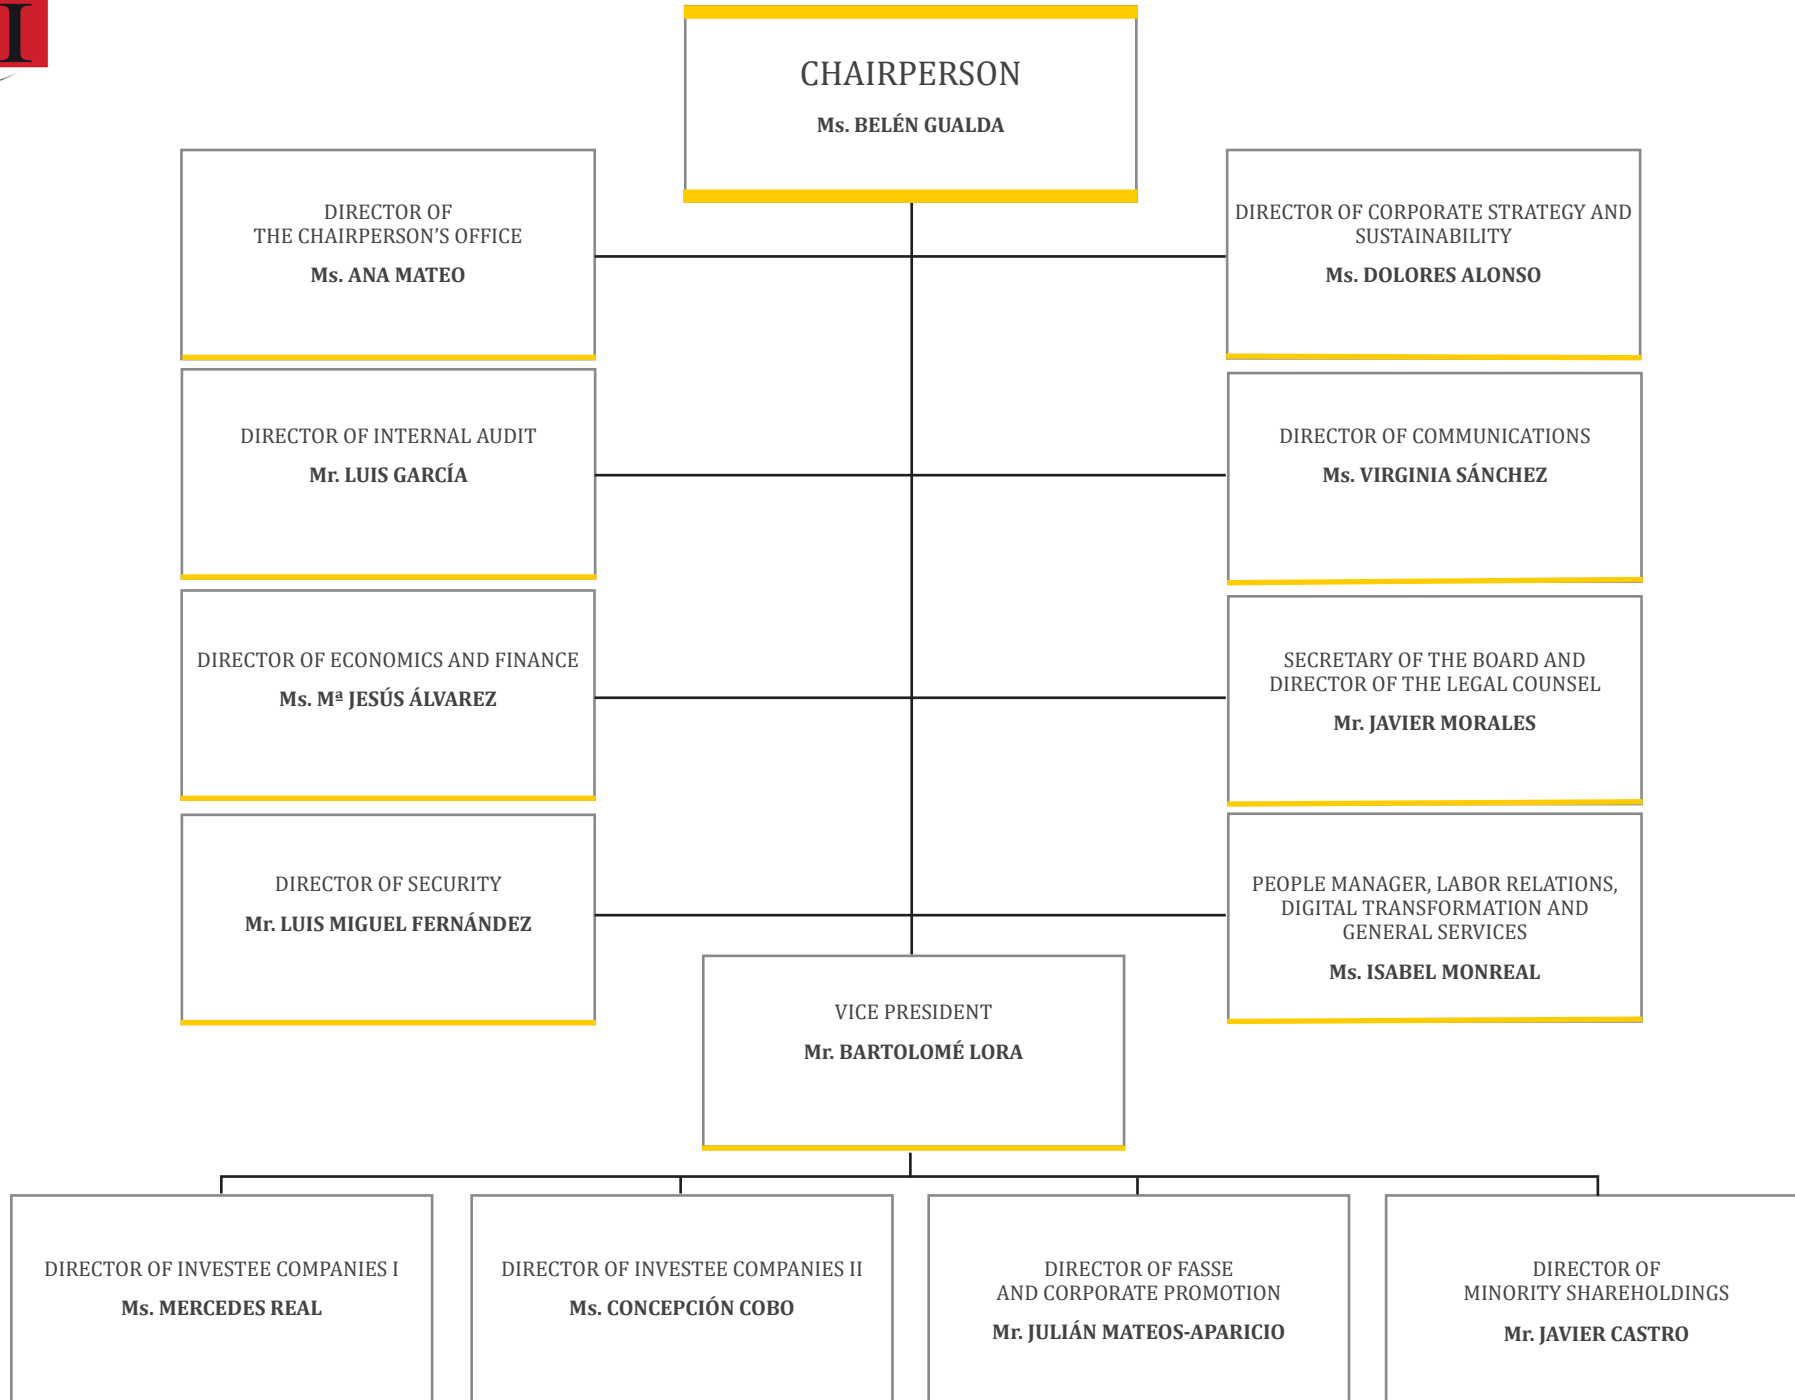 I
CHAIRPERSON
Ms. BELÉN GUALDA
DIRECTOR OF
THE CHAIRPERSON’S OFFICE
Ms. ANA MATEO
DIRECTOR OF CORPORATE STRATEGY AND
SUSTAINABILITY
Ms. DOLORES ALONSO
DIRECTOR OF INTERNAL AUDIT
Mr. LUIS GARCÍA
DIRECTOR OF COMMUNICATIONS
Ms. VIRGINIA SÁNCHEZ
DIRECTOR OF ECONOMICS AND FINANCE
Ms. Mª JESÚS ÁLVAREZ
SECRETARY OF THE BOARD AND
DIRECTOR OF THE LEGAL COUNSEL
Mr. JAVIER MORALES
DIRECTOR OF SECURITY
Mr. LUIS MIGUEL FERNÁNDEZ
PEOPLE MANAGER, LABOR RELATIONS,
DIGITAL TRANSFORMATION AND
GENERAL SERVICES
Ms. ISABEL MONREAL
VICE PRESIDENT
Mr. BARTOLOMÉ LORA
DIRECTOR OF INVESTEE COMPANIES I
Ms. MERCEDES REAL
DIRECTOR OF INVESTEE COMPANIES II
Ms. CONCEPCIÓN COBO
DIRECTOR OF FASSE
AND CORPORATE PROMOTION
Mr. JULIÁN MATEOS-APARICIO
DIRECTOR OF
MINORITY SHAREHOLDINGS
Mr. JAVIER CASTRO